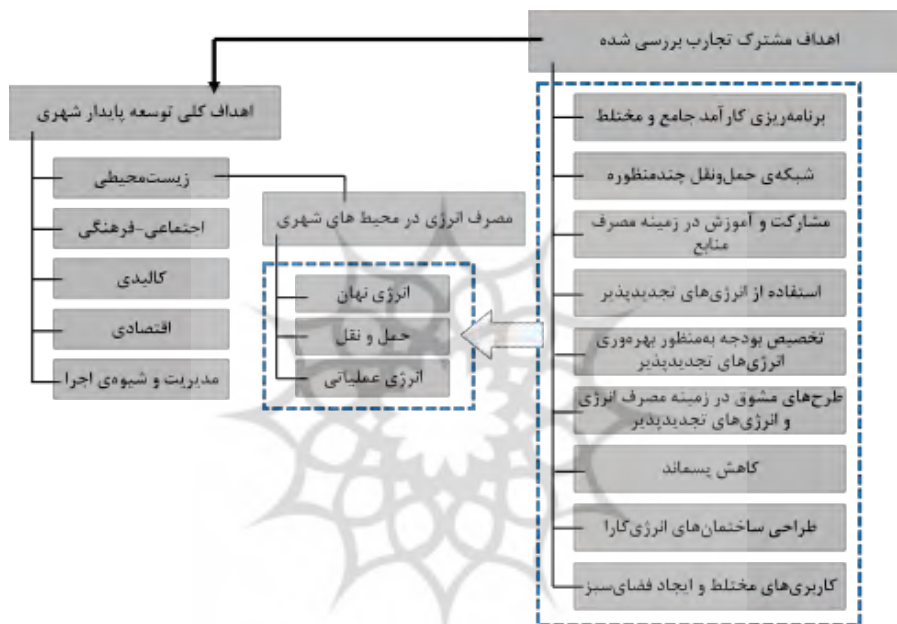 اهداف مشترک تجارب بررسی شده
برنامه‌ریزی کارآمد جامع و مختلط
شبکه‌ی حمل‌ونقل چندمنظوره
مشارکت و آموزش در زمینه مصرف
منابع
استفاده از انرژی‌های تجدیدپذیر
تخصیص بودجه به‌منظور بهره‌وری
انرژی‌های تجدیدپذیر
طرح‌های مشوق در زمینه مصرف انرژی
و انرژی‌های تجدیدپذیر
کاهش پسماند
طراحی ساختمان‌های انرژی‌کارا
کاربری‌های مختلط و ایجاد فضای‌سبز
مصرف انرژی در محیط های شهری
انرژی نهان
حمل و نقل
انرژی عملیاتی
اهداف کلی توسعه پایدار شهری
زیست‌محیطی
اجتماعی-فرهنگی
کالبدی
اقتصادی
مدیریت و شیوه‌ی اجرا